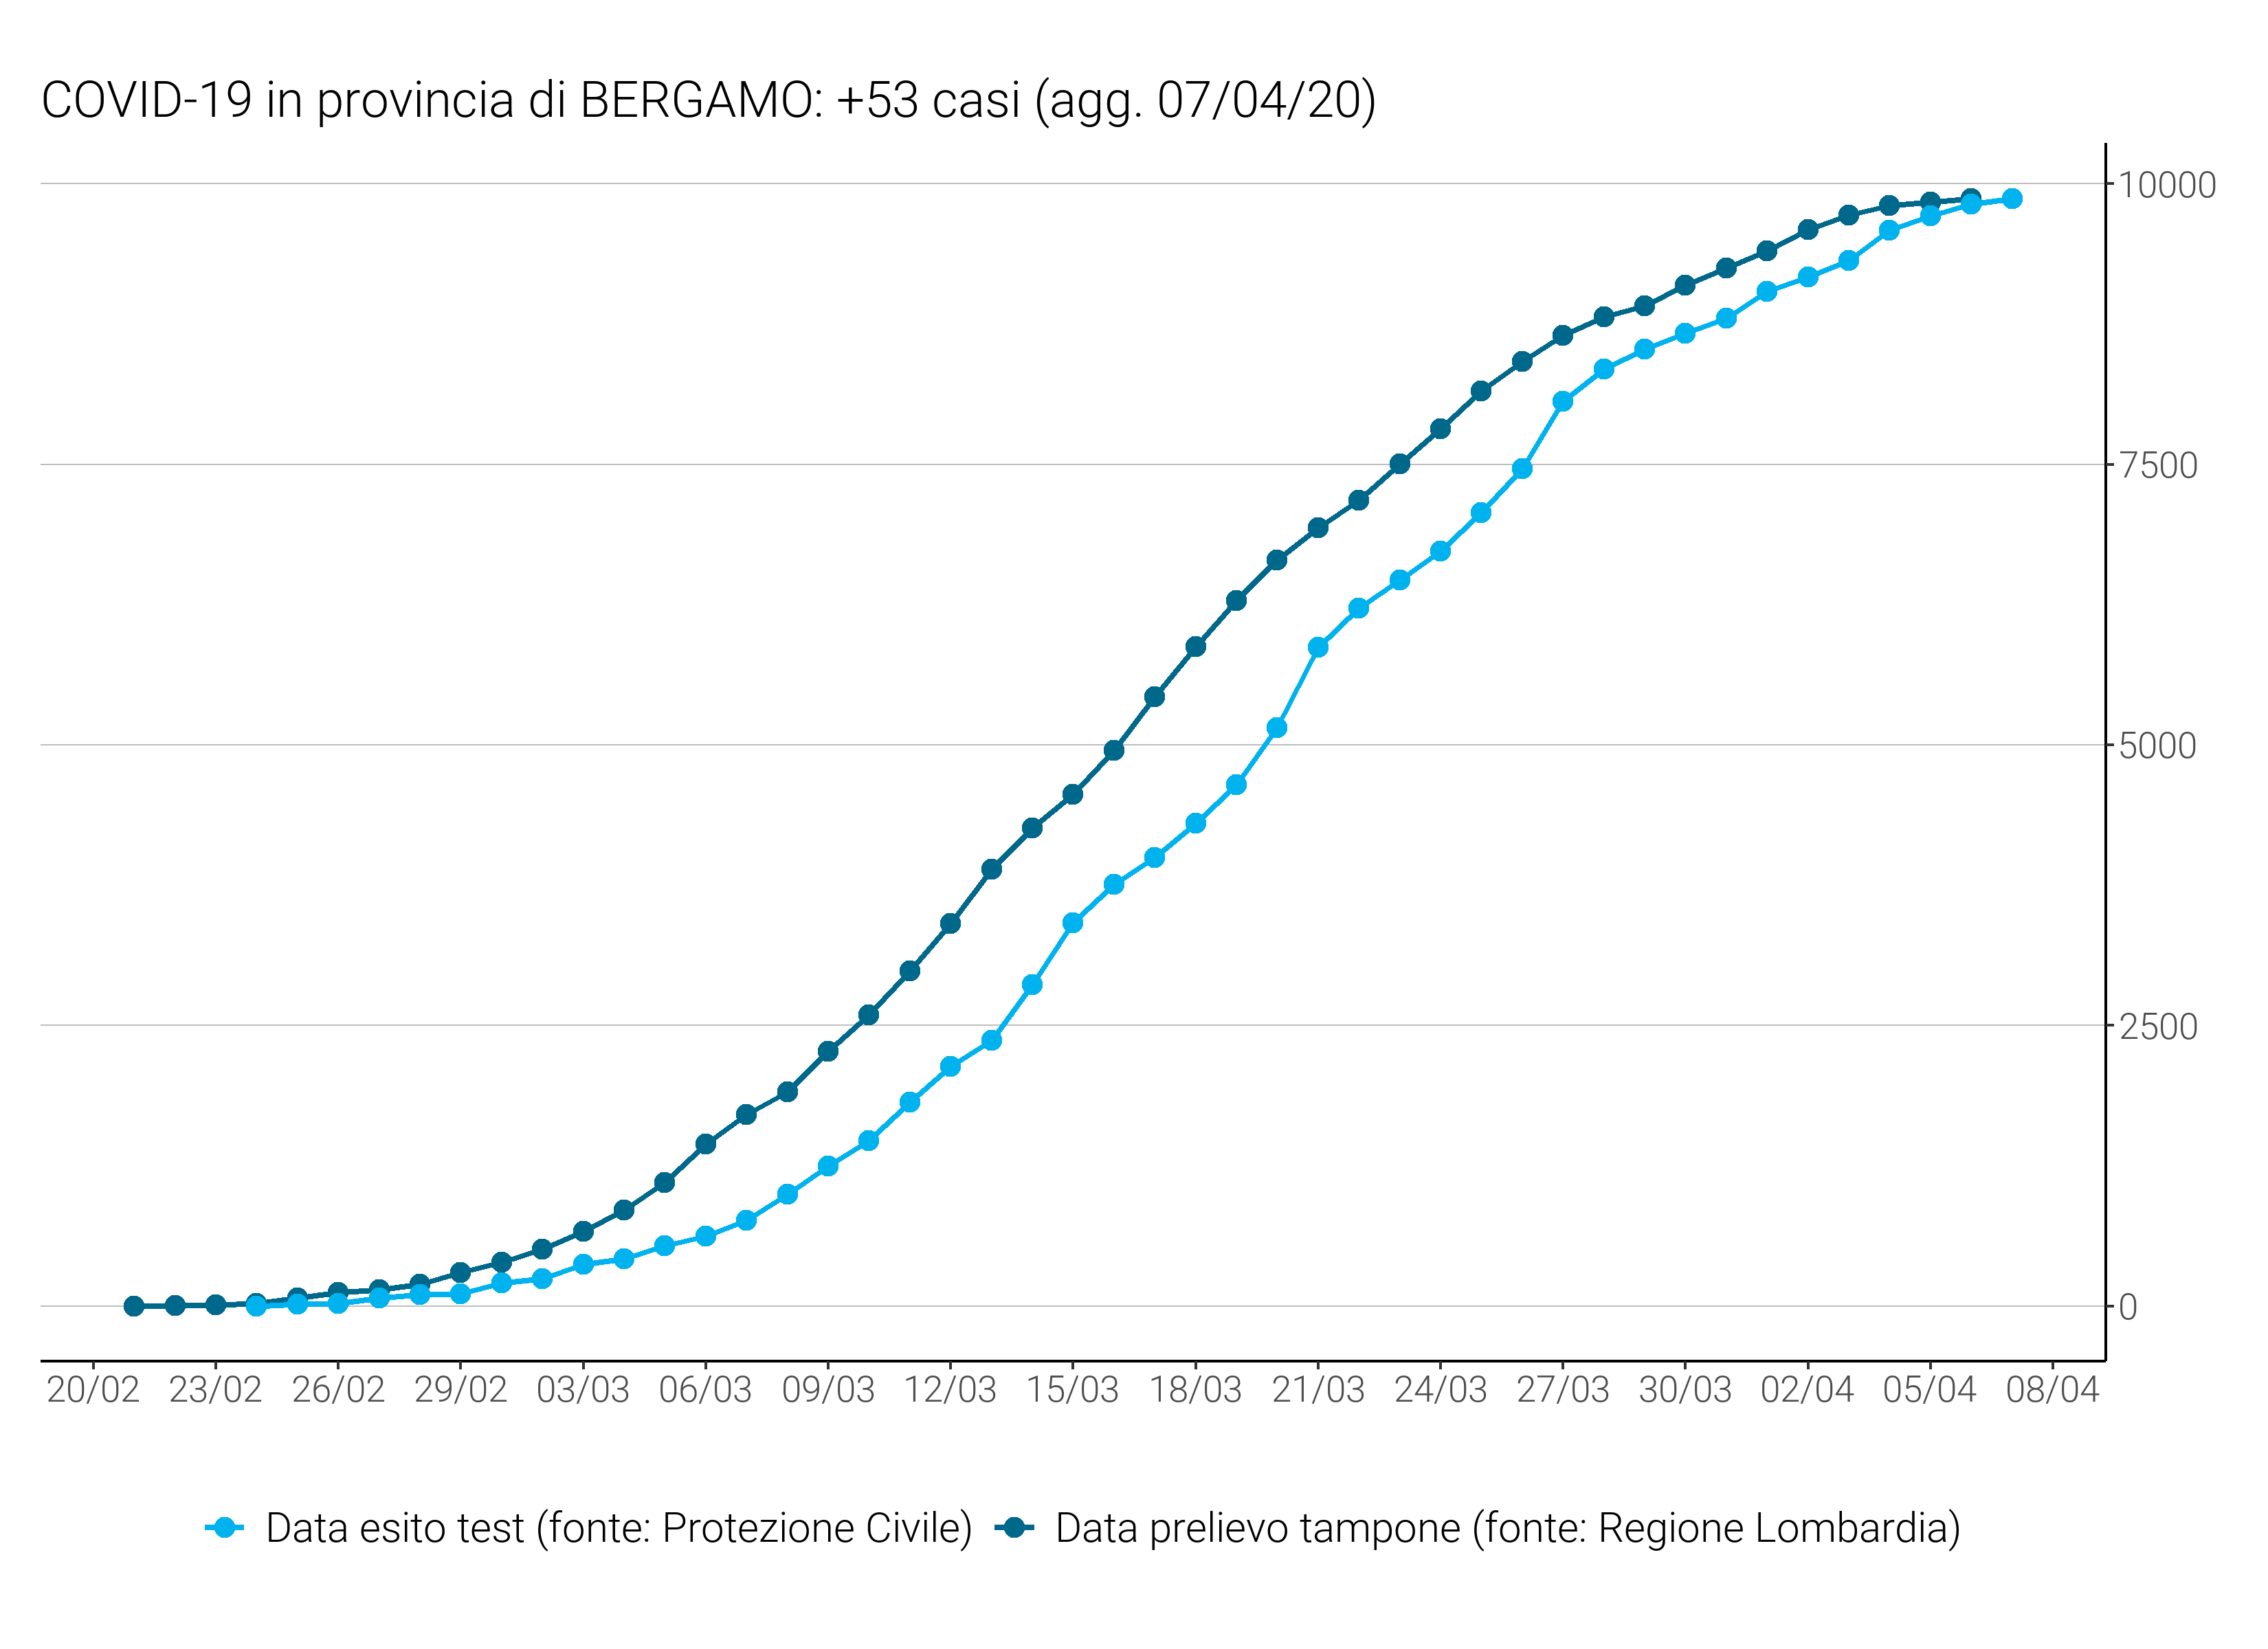 COVID-19 in provincia di BERGAMO: +53 casi (agg. 07/04/20)
10000
7500
5000
2500
0
20/02 23/02 26/02 29/02 03/03 06/03 09/03 12/03 15/03 18/03 21/03 24/03 27/03 30/03 02/04 05/04 08/04
Data esito test (fonte: Protezione Civile) Data prelievo tampone (fonte: Regione Lombardia)